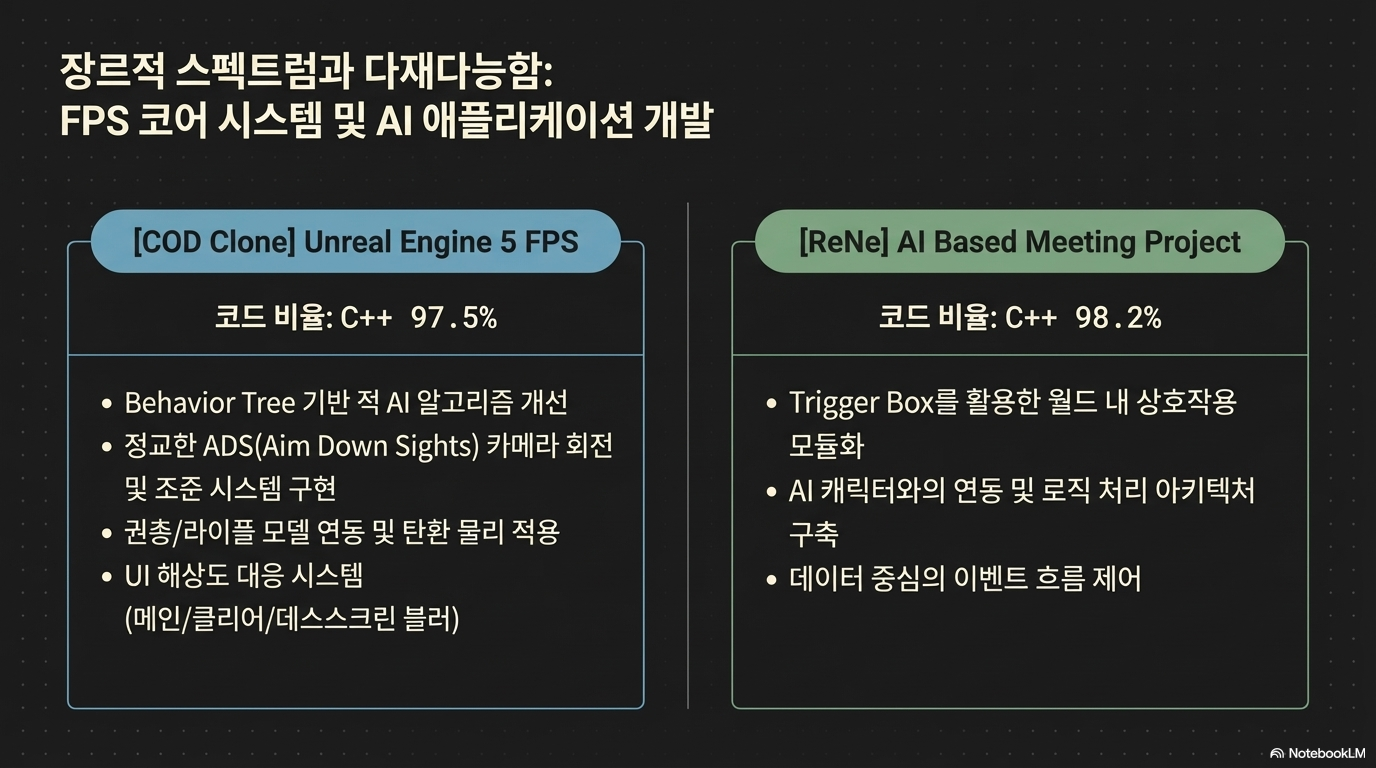 장르적 스펙트럼과 다재다능함:
FPS 코어 시스템 및 AI 애플리케이션 개발
[COD Clone] Unreal Engine 5 FPS
코드 비율: C++ 97.5%
• Behavior Tree 기반 적 AI 알고리즘 개선
• 정교한 ADS(Aim Down Sights) 카메라 회전
및 조준 시스템 구현
• 권총/라이플 모델 연동 및 탄환 물리 적용
• UI 해상도 대응 시스템
(메인/클리어/데스스크린 블러)
[ReNe] AI Based Meeting Project
코드 비율: C++ 98.2%
• Trigger Box를 활용한 월드 내 상호작용
모듈화
• AI 캐릭터와의 연동 및 로직 처리 아키텍처
구축
• 데이터 중심의 이벤트 흐름 제어
NotebookLM